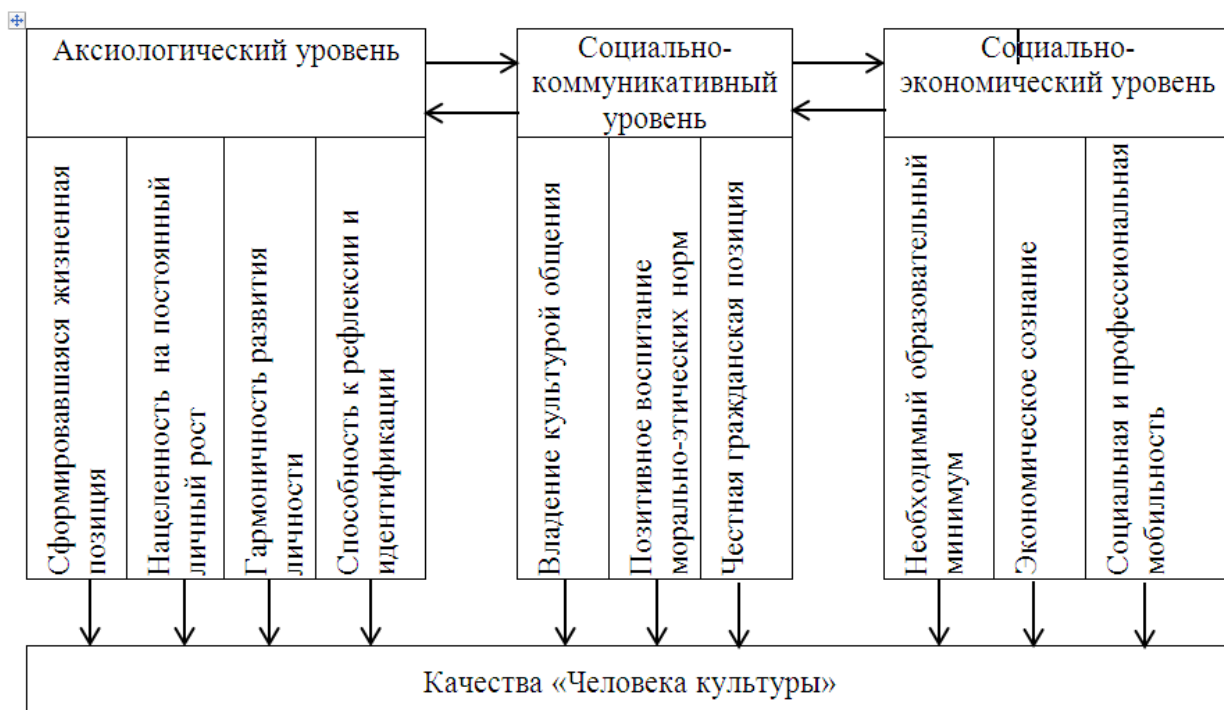 Аксиологический уровень
Социально-
коммуникативный
уровень
Социально-
экономический уровень
Сформировавшаяся жизненная
позиция
Нацеленность на постоянный
личный рост
Гармоничность развития
личности
Способность к рефлексии и
идентификации
Владение культурой общения
Позитивное воспитание
морально-этических норм
Честная гражданская позиция
Необходимый образовательный
минимум
Экономическое сознание
Социальная и профессиональная
мобильность
Качества «Человека культуры»